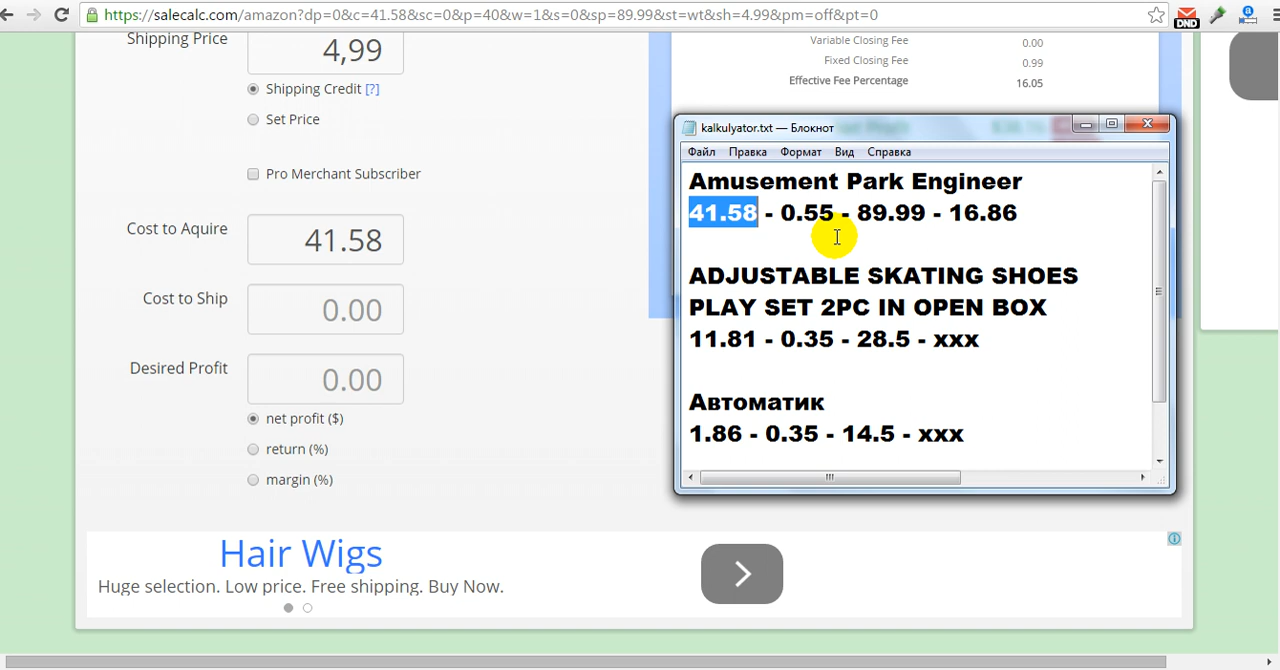 https://salecalc.com/amazon?dp=0&c=41.58&sc=0&p=40&w=1&s=0&sp=89.99&st=wt&sh=4.99&pm=off&pt=0
DND
Shipping Price
4,99
Shipping Credit [?]
Set Price
Pro Merchant Subscriber
Cost to Aquire
41.58
Cost to Ship
0.00
Desired Profit
0.00
net profit ($)
return (%)
margin (%)
Variable Closing Fee 0.00
Fixed Closing Fee 0.99
Effective Fee Percentage 16.05
kalkulyator.txt — Блокнот
Файл Правка Формат Вид Справка
Amusement Park Engineer
41.58 - 0.55 - 89.99 - 16.86
ADJUSTABLE SKATING SHOES
PLAY SET 2PC IN OPEN BOX
11.81 - 0.35 - 28.5 - xxx
Автоматик
1.86 - 0.35 - 14.5 - xxx
Hair Wigs
Huge selection. Low price. Free shipping. Buy Now.